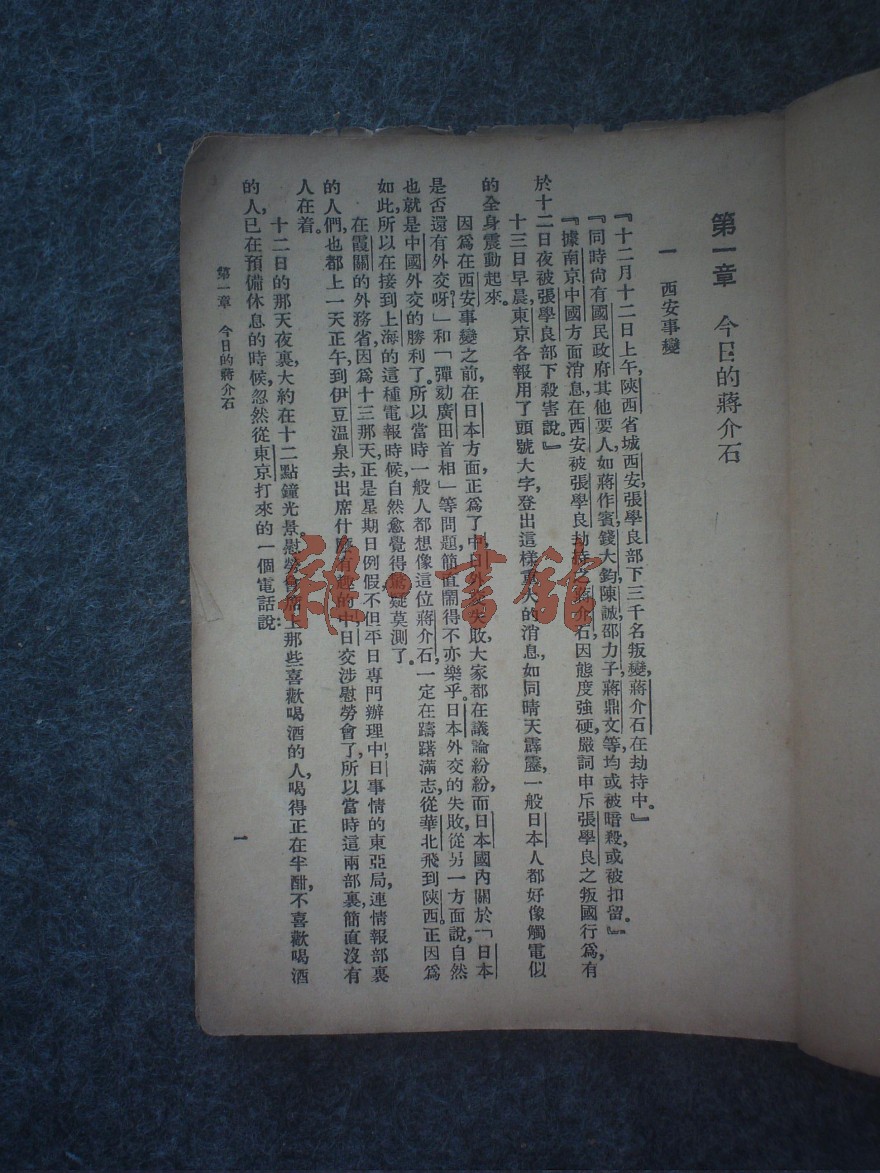 第一章　今日的蔣介石
一　西安事變
『十二月十二日上午,陝西省城西安,張學良部下三千名叛變,蔣介石在劫持中。』
『同時尙有國民政府其他要人,如蔣作賓,錢大鈞,陳誠,邵力子,蔣鼎文等,均或被暗殺,或被扣留。』
『據南京中國方面消息,在西安被張學良劫持之蔣介石,因態度強硬,嚴詞申斥張學良之叛國行爲,有
於十二日夜被張學良部下殺害說。』
十三日早晨,東京各報用了頭號大字,登出這樣重大的消息,如同晴天霹靂,一般日本人都好像觸電似
的全身震動起來。
因爲在西安事變之前,在日本方面,正爲了中日外交失敗,大家都在議論紛紛,而日本國內關於「日本
是否還有外交呀」和「彈劾廣田首相」等問題,簡直鬧得不亦樂乎。日本外交的失敗,從另一方面說,自然
也就是中國外交的勝利了。所以當時一般人都想像這位蔣介石,一定在躊躇滿志,從華北飛到陝西。正因爲
如此,所以在接到上海的這種電報時候,自然愈覺得驚疑莫測了。
在霞關的外務省,因爲十三那天,正是星期日例假,不但平日專門辦理中,日事情的東亞局,連情報部裏
的人們,也都上一天正午,到伊豆溫泉去出席什麼有趣的中日交涉慰勞會了,所以當時這兩部裏,簡直沒有
人在着。
十二日的那天夜裏,大約在十二點鐘光景,慰勞會席上那些喜歡喝酒的人,喝得正在半酣,不喜歡喝酒
的人,已在預備休息的時候,忽然從東京打來的一個電話說:
第一章　今日的蔣介石
一
雜·書館